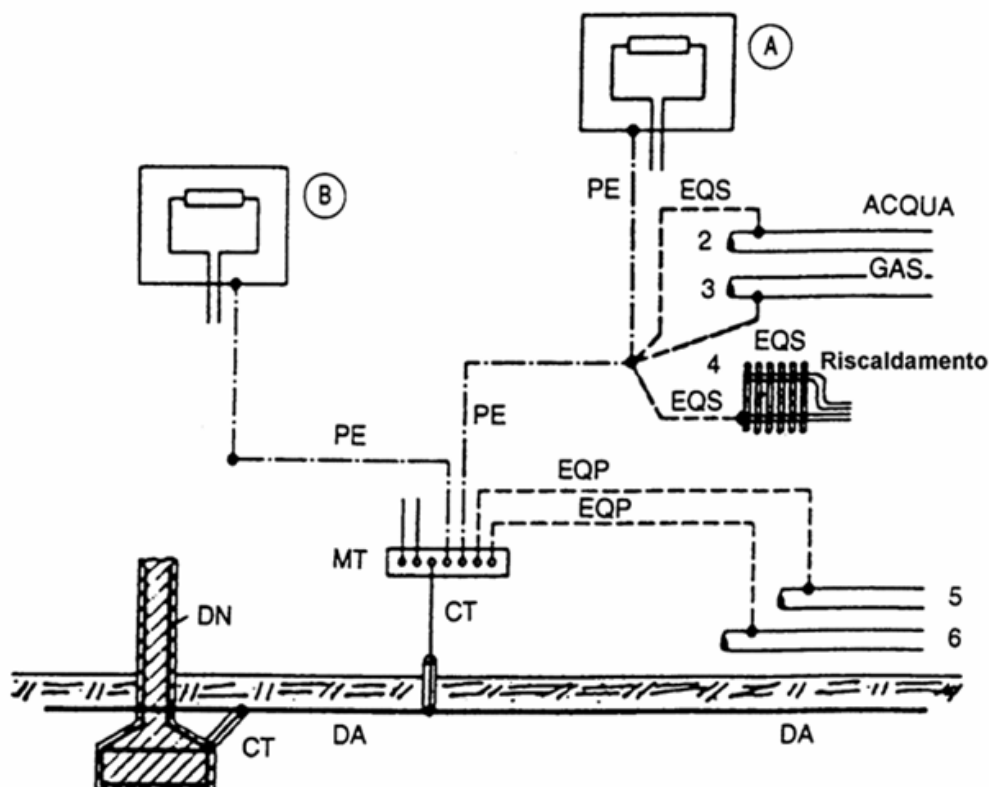 A
B
PE
EQS
ACQUA
2
GAS
3
EQS
4
Riscaldamento
EQS
PE
PE
EQP
EQP
MT
CT
5
DN
6
CT
DA
DA